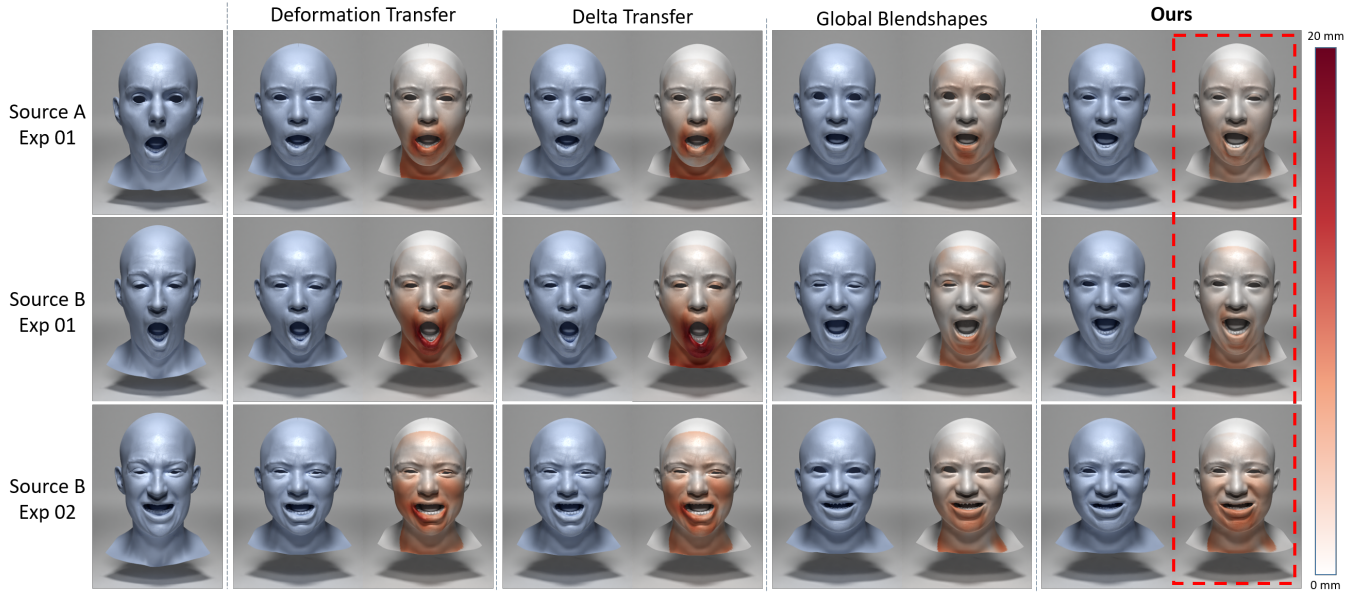 Deformation Transfer
Delta Transfer
Global Blendshapes
Ours
20 mm
Source A
Exp 01
Source B
Exp 01
Source B
Exp 02
0 mm